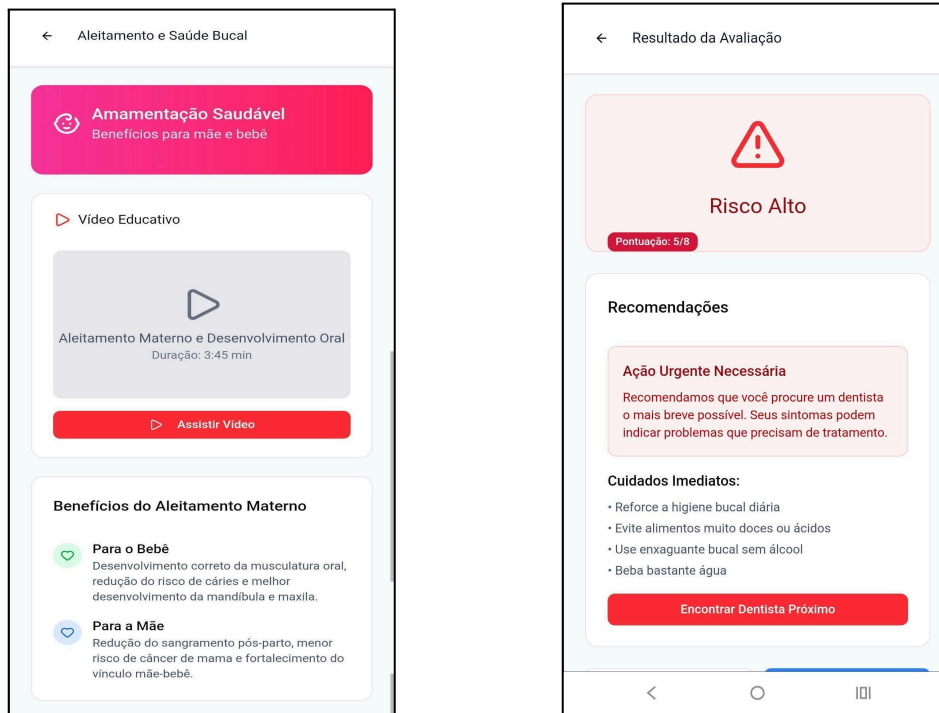 Aleitamento e Saúde Bucal
Amamentação Saudável
Benefícios para mãe e bebê
Vídeo Educativo
Aleitamento Materno e Desenvolvimento Oral
Duração: 3:45 min
Assistir Vídeo
Benefícios do Aleitamento Materno
Para o Bebê
Desenvolvimento correto da musculatura oral,
redução do risco de cáries e melhor
desenvolvimento da mandíbula e maxila.
Para a Mãe
Redução do sangramento pós-parto, menor
risco de câncer de mama e fortalecimento do
vínculo mãe-bebê.
Resultado da Avaliação
Risco Alto
Pontuação: 5/8
Recomendações
Ação Urgente Necessária
Recomendamos que você procure um dentista
o mais breve possível. Seus sintomas podem
indicar problemas que precisam de tratamento.
Cuidados Imediatos:
• Reforce a higiene bucal diária
• Evite alimentos muito doces ou ácidos
• Use enxaguante bucal sem álcool
• Beba bastante água
Encontrar Dentista Próximo